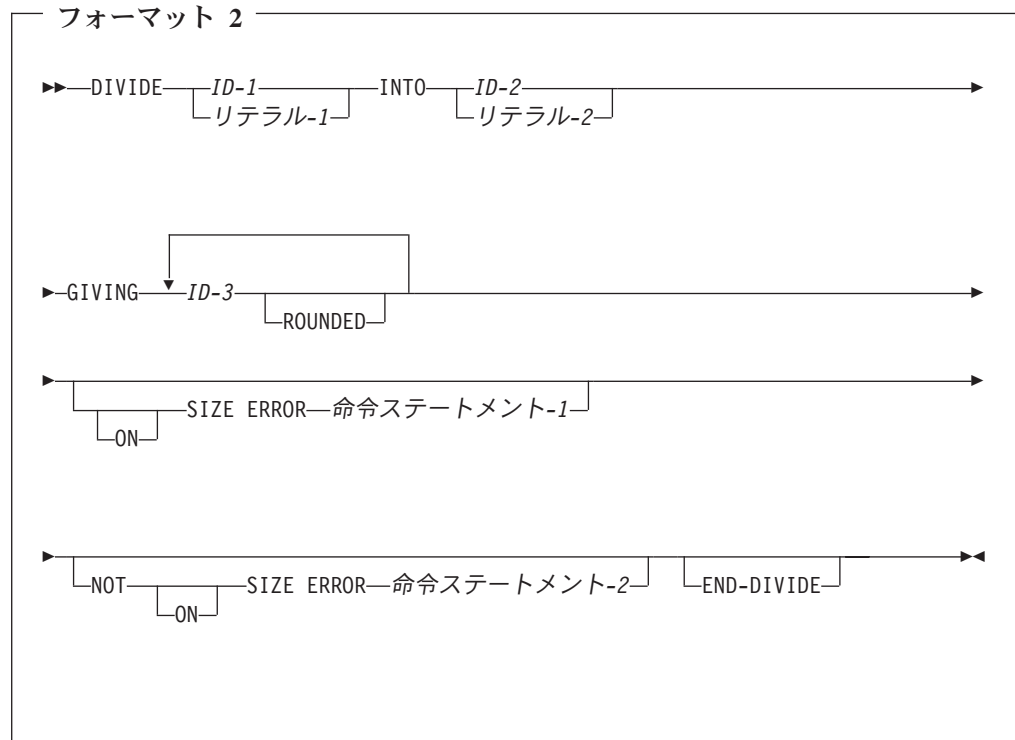 フォーマット 2
DIVIDE ID-1 INTO ID-2
リテラル-1 リテラル-2
GIVING ID-3
ROUNDED
SIZE ERROR 命令ステートメント-1
ON
NOT SIZE ERROR 命令ステートメント-2 END-DIVIDE
ON